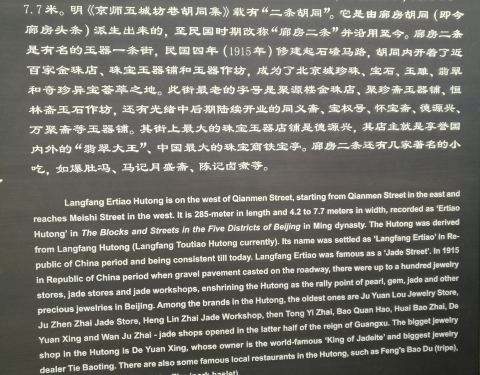 7.7米。明《京师五城坊巷胡同集》载有“二条胡同”。它是由廊房胡同(即今
廊房头条)派生出来的，至民国时期改称“廊房二条”并沿用至今。廊房二条
是有名的玉器一条街，民国四年(1915年)修建起石碴马路，胡同内开着了近
百家金珠店、珠宝玉器铺和玉器作坊，成为了北京城珍珠、宝石、玉雕、翡翠
和奇珍异宝荟萃之地。此街最老的字号是聚源楼金珠店、聚珍斋玉器铺、恒
林斋玉石作坊，还有光绪中后期陆续开业的同义斋、宝权号、怀宝斋、德源兴、
万聚斋等玉器铺。其街上最大的珠宝玉器店铺是德源兴，其店主就是享誉国
内外的“翡翠大王”、中国最大的珠宝商铁宝亭。廊房二条还有几家著名的小
吃，如爆肚冯、马记月盛斋、陈记卤煮等。
Langfang Ertiao Hutong is on the west of Qianmen Street, starting from Qianmen Street in the east and
reaches Meishi Street in the west. It is 285-meter in length and 4.2 to 7.7 meters in width, recorded as 'Ertiao
Hutong' in The Blocks and Streets in the Five Districts of Beijing in Ming dynasty. The Hutong was derived
from Langfang Hutong (Langfang Toutiao Hutong currently). Its name was settled as 'Langfang Ertiao' in Re-
public of China period and being consistent till today. Langfang Ertiao was famous as a 'Jade Street'. In 1915
in Republic of China period when gravel pavement casted on the roadway, there were up to a hundred jewelry
stores, jade stores and jade workshops, enshrining the Hutong as the rally point of pearl, gem, jade and other
precious jewelries in Beijing. Among the brands in the Hutong, the oldest ones are Ju Yuan Lou Jewelry Store,
Ju Zhen Zhai Jade Store, Heng Lin Zhai Jade Workshop, then Tong Yi Zhai, Bao Quan Hao, Huai Bao Zhai, De
Yuan Xing and Wan Ju Zhai - jade shops opened in the latter half of the reign of Guangxu. The bigget jewelry
shop in the Hutong is De Yuan Xing, whose owner is the world-famous 'King of Jadeite' and biggest jewelry
dealer Tie Baoting. There are also some famous local restaurants in the Hutong, such as Feng's Bao Du (tripe),